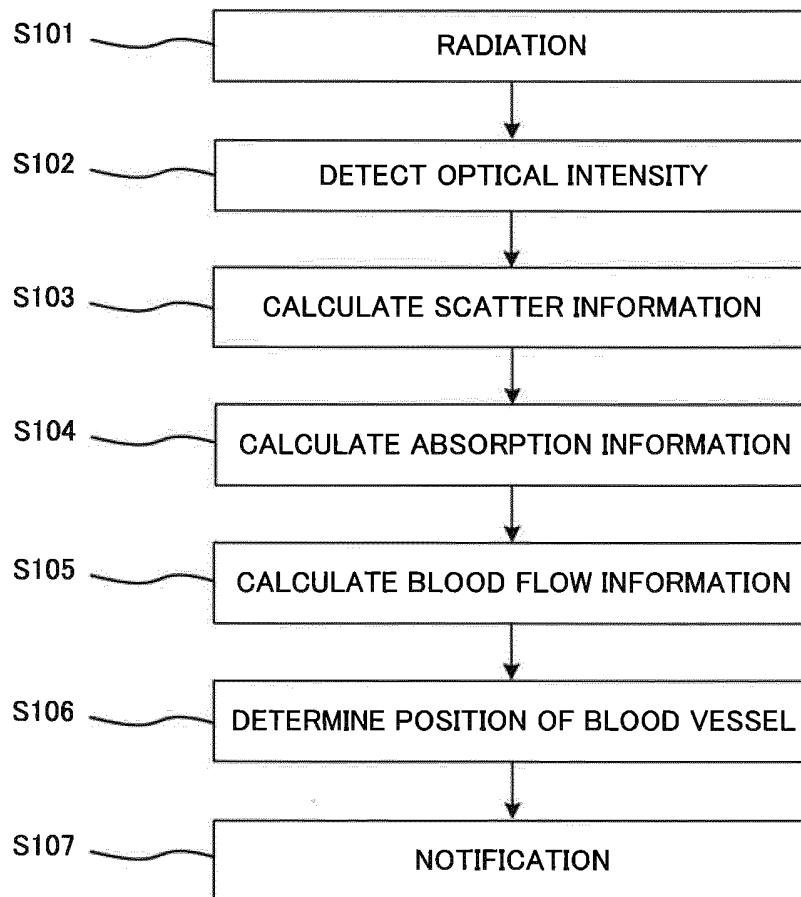 S101 RADIATION
S102 DETECT OPTICAL INTENSITY
S103 CALCULATE SCATTER INFORMATION
S104 CALCULATE ABSORPTION INFORMATION
S105 CALCULATE BLOOD FLOW INFORMATION
S106 DETERMINE POSITION OF BLOOD VESSEL
S107 NOTIFICATION